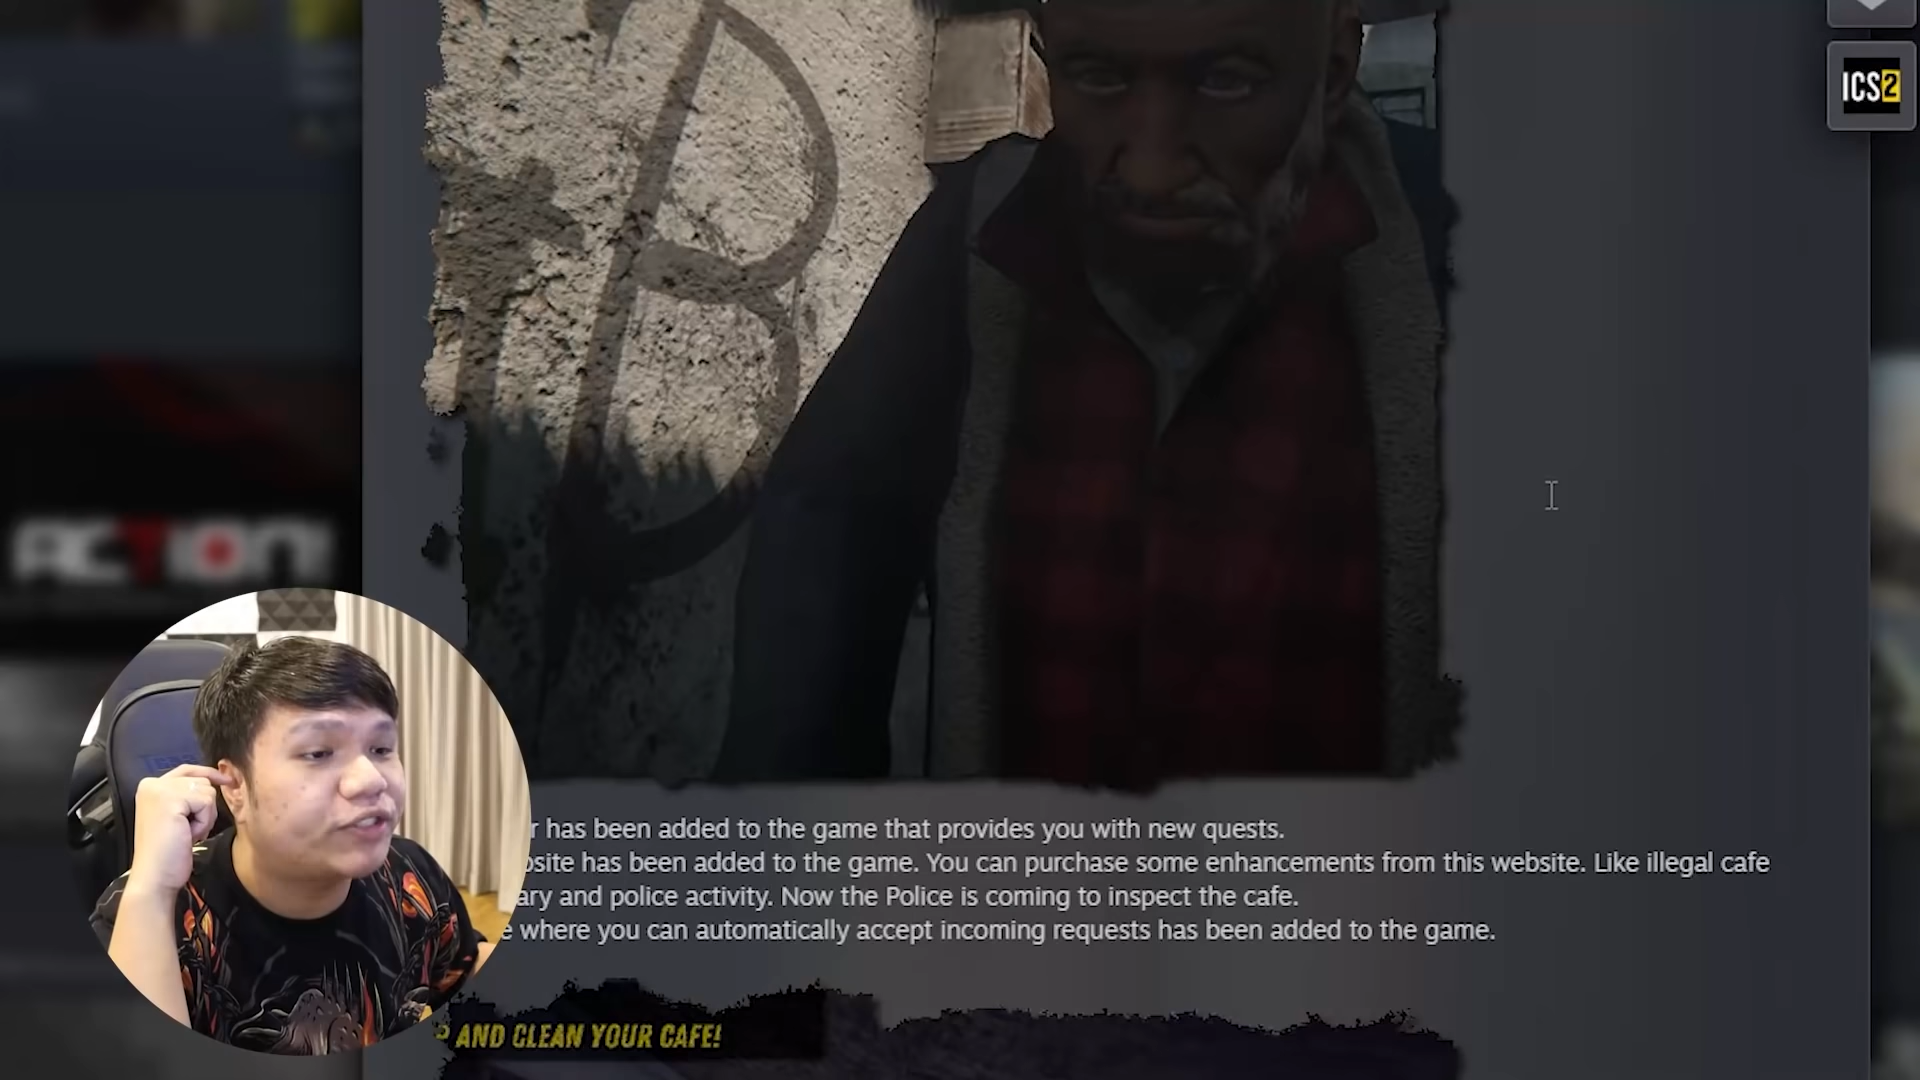 ICS2
B
ACTION!
r has been added to the game that provides you with new quests.
bsite has been added to the game. You can purchase some enhancements from this website. Like illegal cafe
ary and police activity. Now the Police is coming to inspect the cafe.
e where you can automatically accept incoming requests has been added to the game.
AND CLEAN YOUR CAFE!